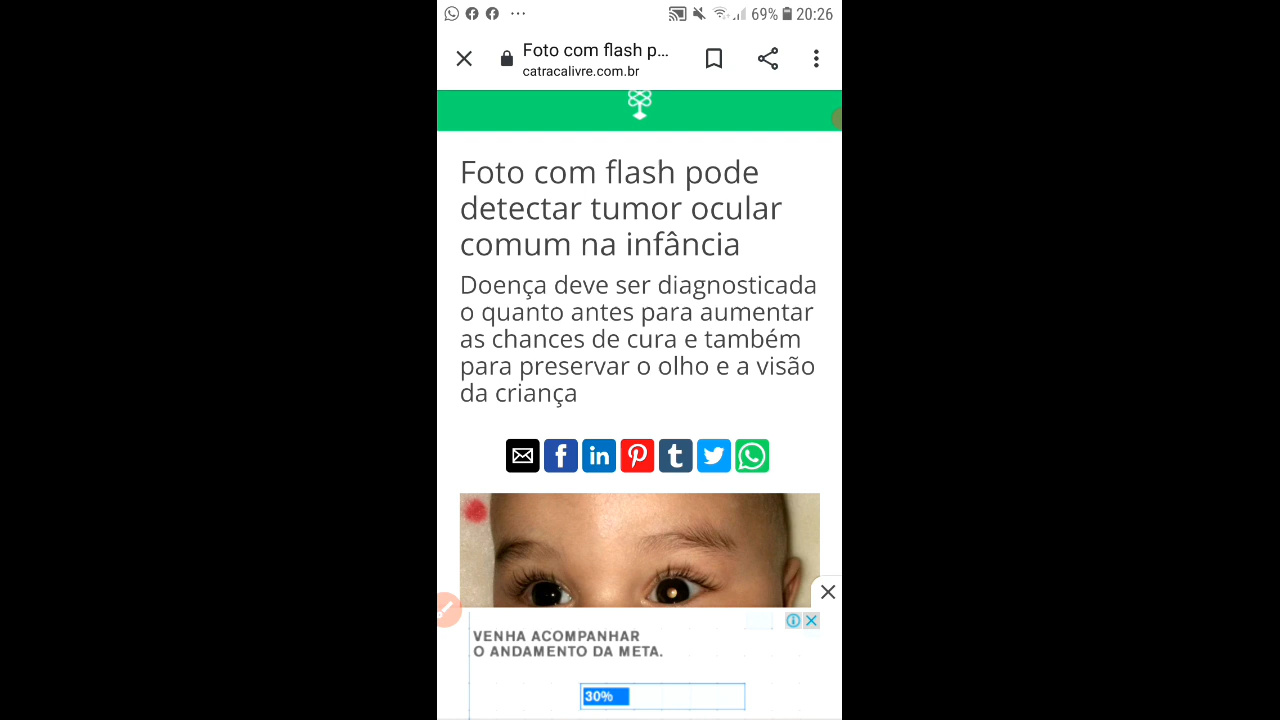 69% 20:26
Foto com flash p...
catracalivre.com.br
Foto com flash pode
detectar tumor ocular
comum na infância
Doença deve ser diagnosticada
o quanto antes para aumentar
as chances de cura e também
para preservar o olho e a visão
da criança
VENHA ACOMPANHAR
O ANDAMENTO DA META.
30%